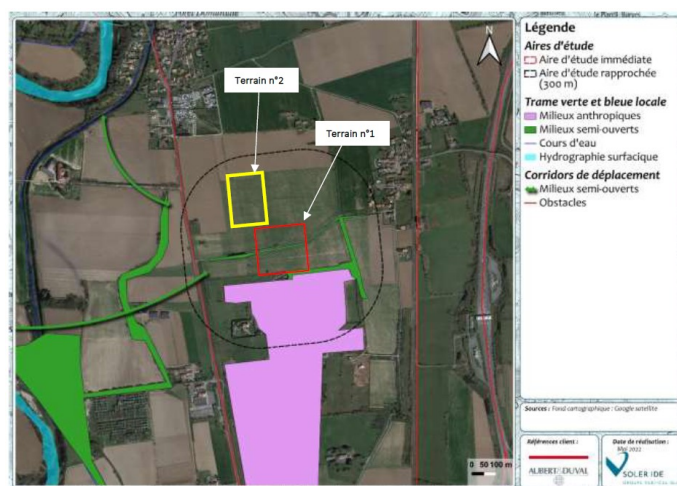 Terrain n°2
Terrain n°1
N
0 50 100 m
Légende
Aires d'étude
Aire d'étude immédiate
Aire d'étude rapprochée
(300 m)
Trame verte et bleue locale
Milieux anthropiques
Milieux semi-ouverts
Cours d'eau
Hydrographie surfacique
Corridors de déplacement
Milieux semi-ouverts
Obstacles
Sources : Fond cartographique : Google satellite
Références client :
ALBERT&DUVAL
Date de réalisation :
Mai 2022
SOLER IDE